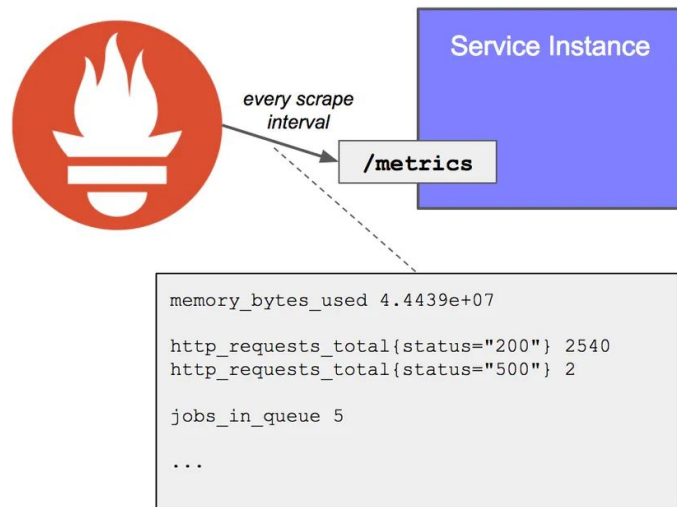 Service Instance
every scrape
interval
/metrics
memory_bytes_used 4.4439e+07
http_requests_total{status="200"} 2540
http_requests_total{status="500"} 2
jobs_in_queue 5
...